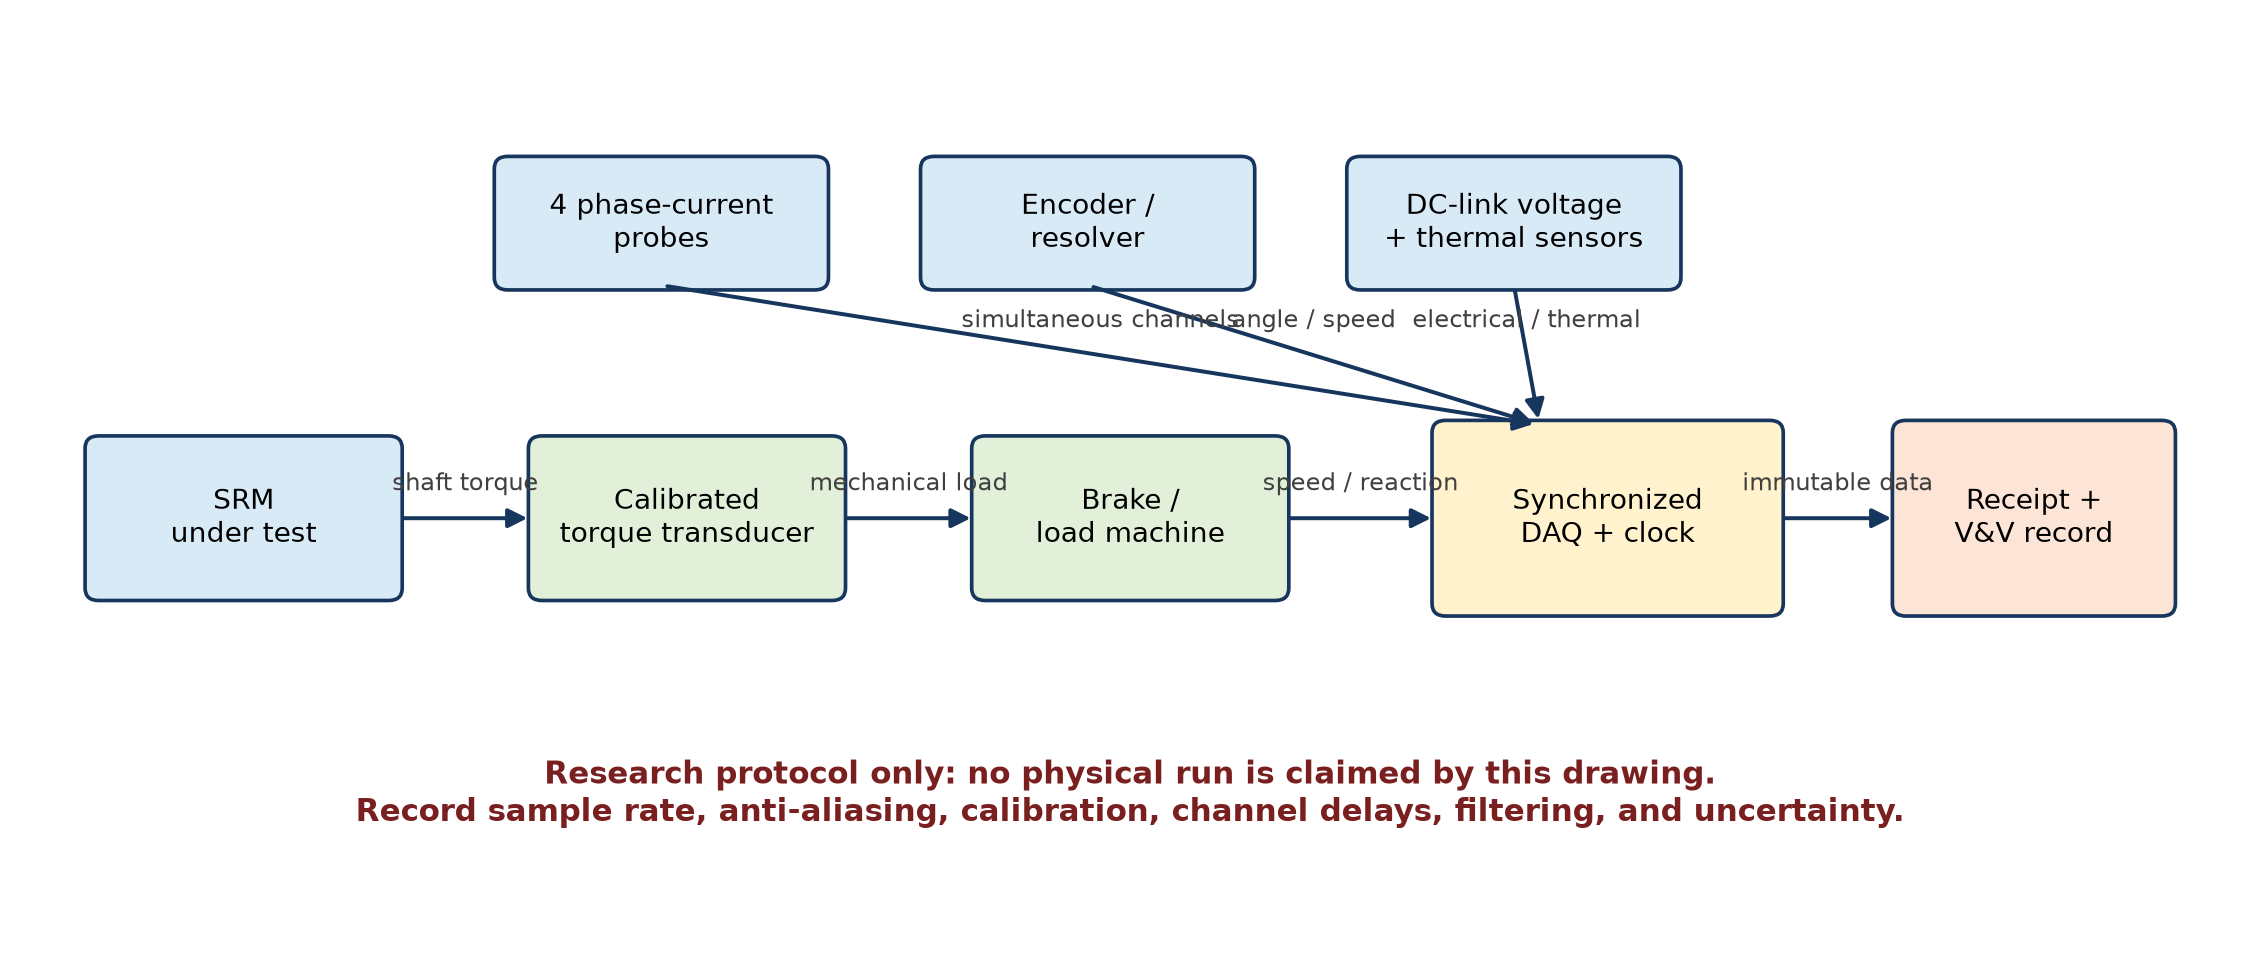 4 phase-current
probes
Encoder /
resolver
DC-link voltage
+ thermal sensors
simultaneous channels
angle / speed
electrical / thermal
shaft torque
mechanical load
speed / reaction
immutable data
SRM
under test
Calibrated
torque transducer
Brake /
load machine
Synchronized
DAQ + clock
Receipt +
V&V record
Research protocol only: no physical run is claimed by this drawing.
Record sample rate, anti-aliasing, calibration, channel delays, filtering, and uncertainty.